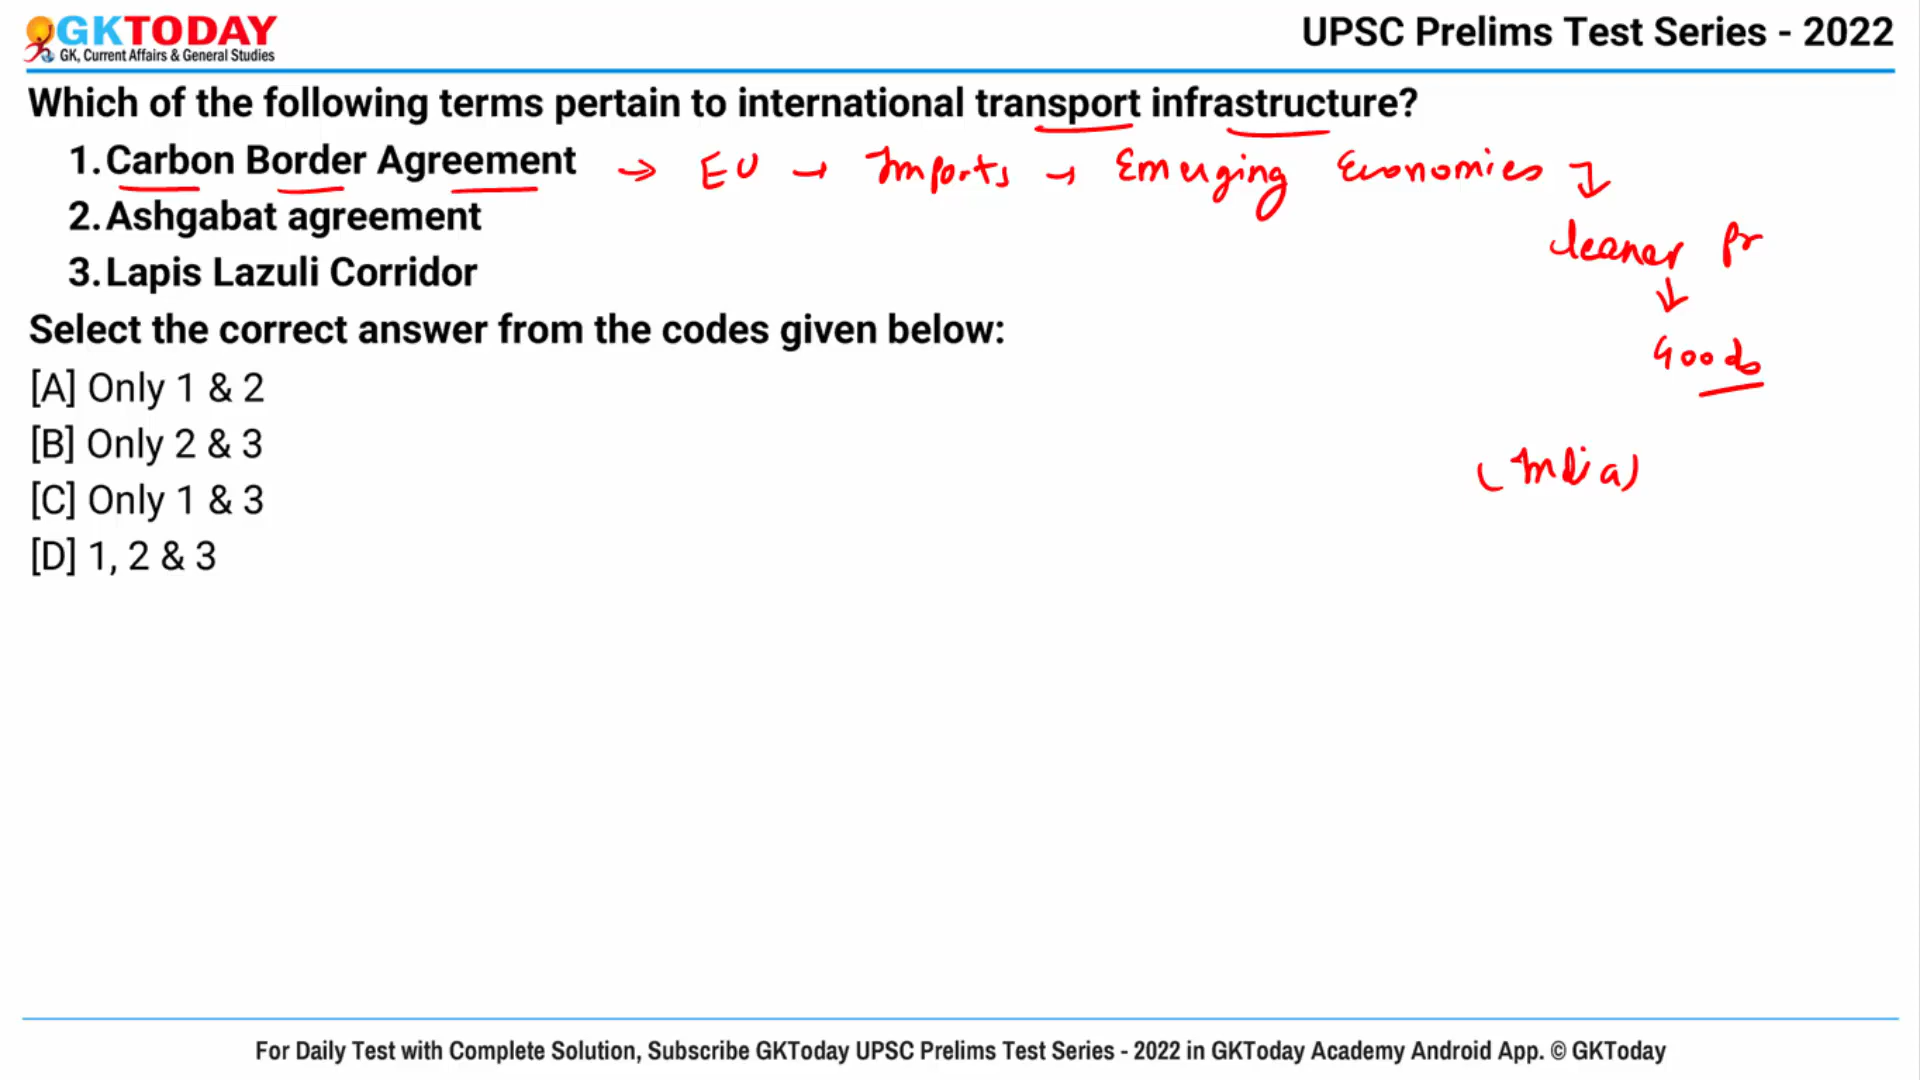 GKTODAY
GK, Current Affairs & General Studies
UPSC Prelims Test Series - 2022
Which of the following terms pertain to international transport infrastructure?
1. Carbon Border Agreement → EU → Imports → Emerging Economies
cleaner Pr
2. Ashgabat agreement
3. Lapis Lazuli Corridor
Goods
Select the correct answer from the codes given below:
[A] Only 1 & 2
[B] Only 2 & 3
(India)
[C] Only 1 & 3
[D] 1, 2 & 3
For Daily Test with Complete Solution, Subscribe GKToday UPSC Prelims Test Series - 2022 in GKToday Academy Android App. © GKToday